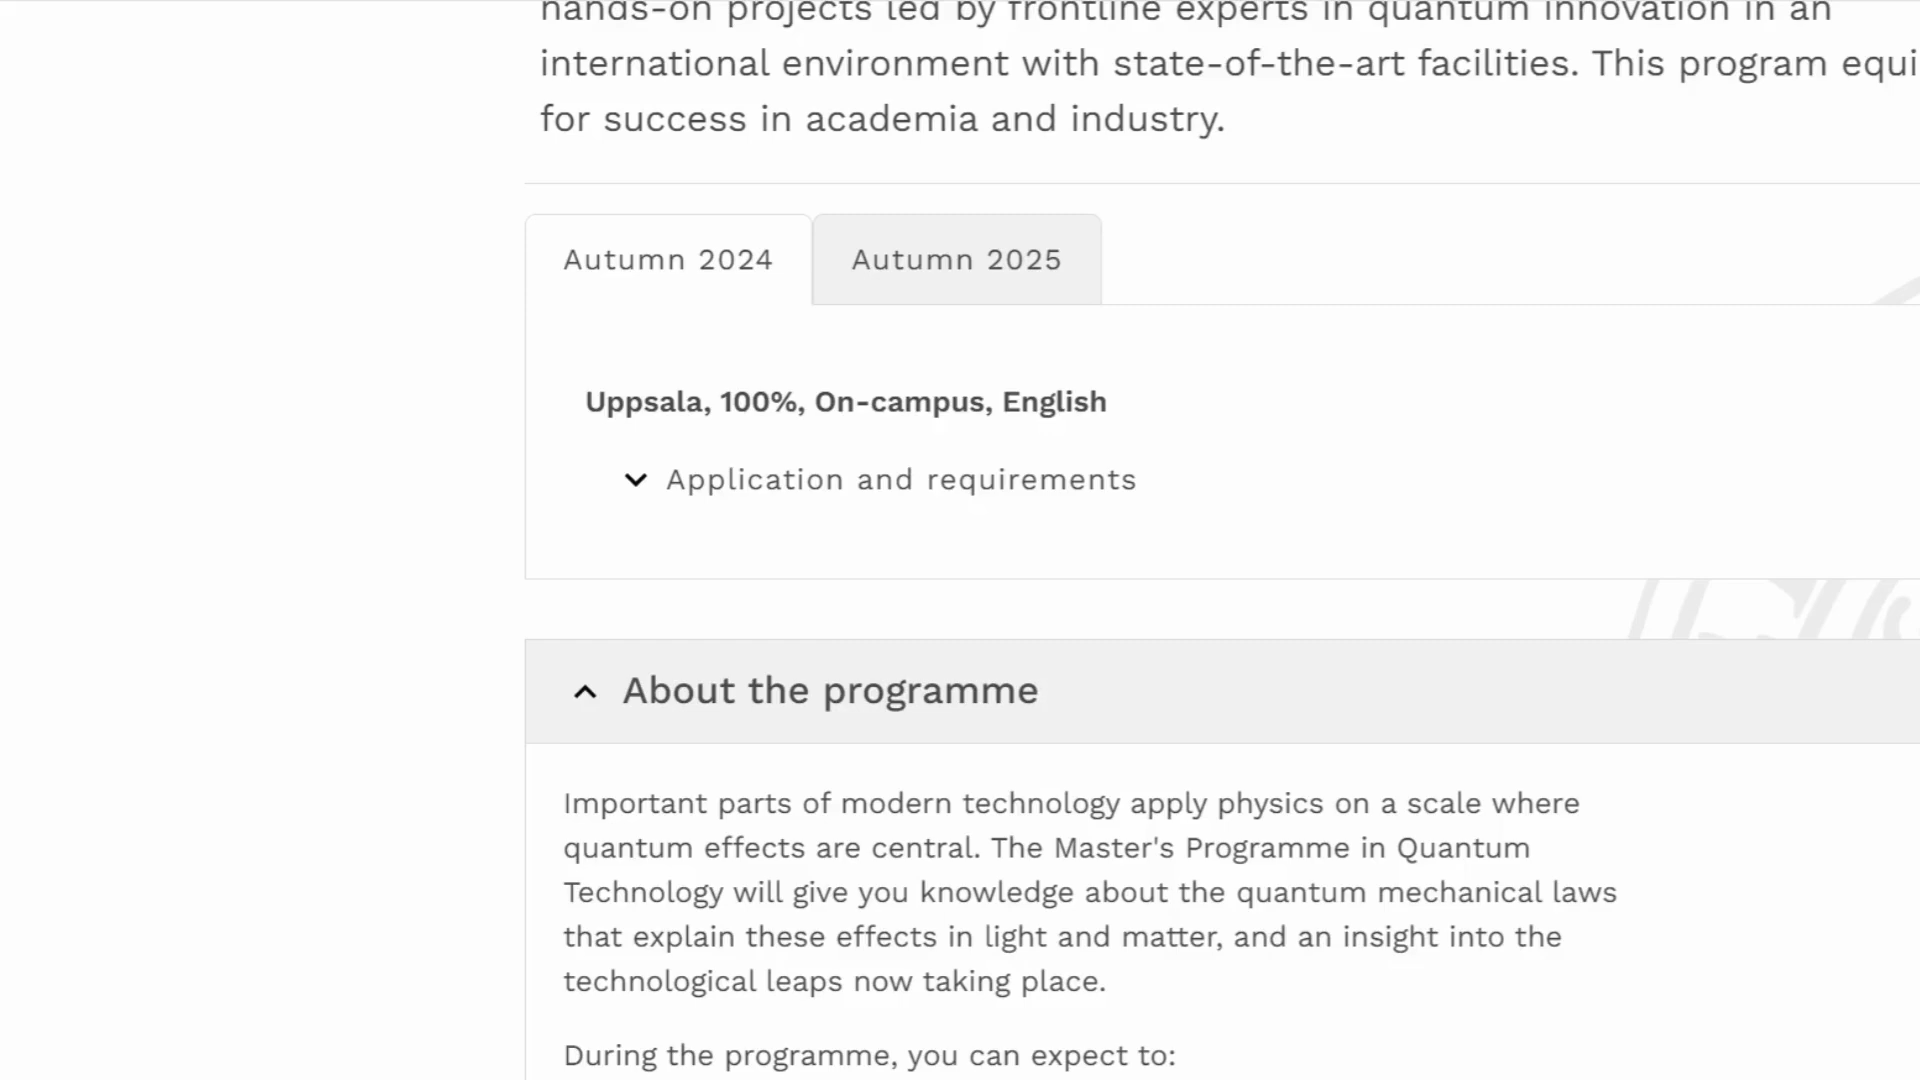 hands-on projects led by frontline experts in quantum innovation in an
international environment with state-of-the-art facilities. This program equi
for success in academia and industry.
Autumn 2024
Autumn 2025
Uppsala, 100%, On-campus, English
Application and requirements
About the programme
Important parts of modern technology apply physics on a scale where
quantum effects are central. The Master's Programme in Quantum
Technology will give you knowledge about the quantum mechanical laws
that explain these effects in light and matter, and an insight into the
technological leaps now taking place.
During the programme, you can expect to: